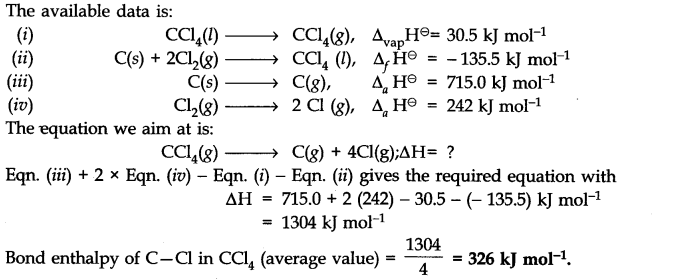 The available data is:
(i) CCl₄(l) ⟶ CCl₄(g), ΔvapH⊖= 30.5 kJ mol⁻¹
(ii) C(s) + 2Cl₂(g) ⟶ CCl₄ (l), ΔfH⊖ = – 135.5 kJ mol⁻¹
(iii) C(s) ⟶ C(g), Δₐ H⊖ = 715.0 kJ mol⁻¹
(iv) Cl₂(g) ⟶ 2 Cl (g), Δₐ H⊖ = 242 kJ mol⁻¹
The equation we aim at is:
CCl₄(g) ⟶ C(g) + 4Cl(g);ΔH= ?
Eqn. (iii) + 2 × Eqn. (iv) – Eqn. (i) – Eqn. (ii) gives the required equation with
ΔH = 715.0 + 2 (242) – 30.5 – (– 135.5) kJ mol⁻¹
= 1304 kJ mol⁻¹
Bond enthalpy of C–Cl in CCl₄ (average value) = 1304/4 = 326 kJ mol⁻¹.